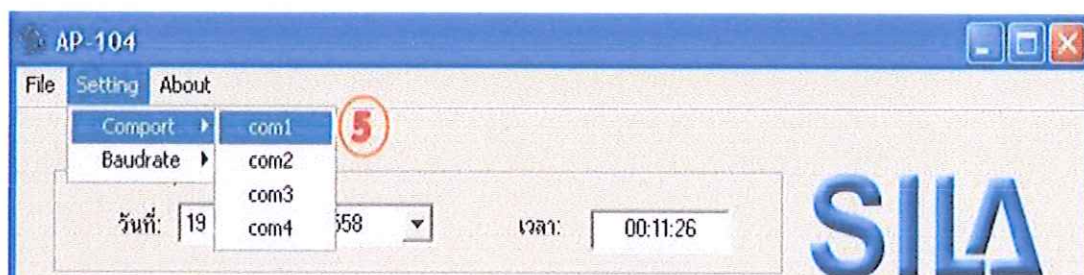 AP-104
File Setting About
Comport com1 5
Baudrate com2
com3
com4
วันที่: 19 558 เวลา: 00:11:26
SILA